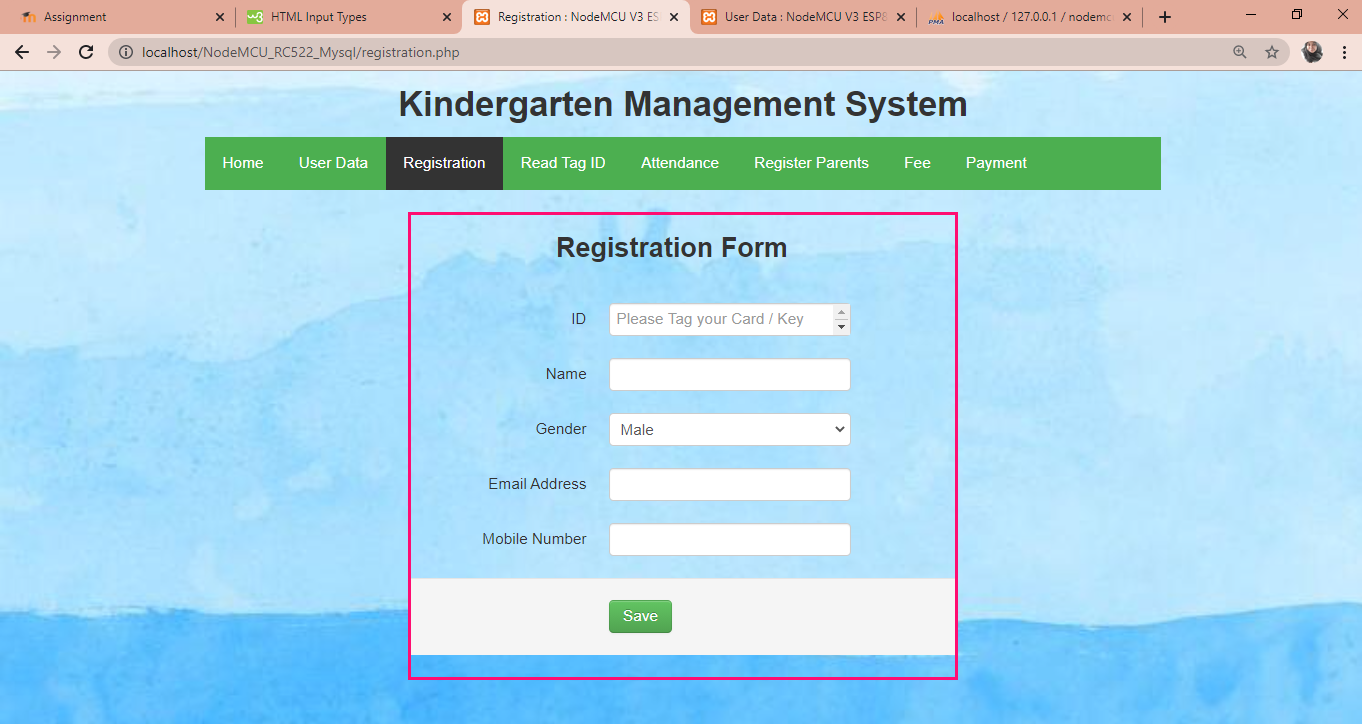 Assignment
HTML Input Types
Registration : NodeMCU V3 ES
User Data : NodeMCU V3 ESP8
localhost / 127.0.0.1 / nodemc
localhost/NodeMCU_RC522_Mysql/registration.php
Kindergarten Management System
Home User Data Registration Read Tag ID Attendance Register Parents Fee Payment
Registration Form
ID Please Tag your Card / Key
Name
Gender Male
Email Address
Mobile Number
Save